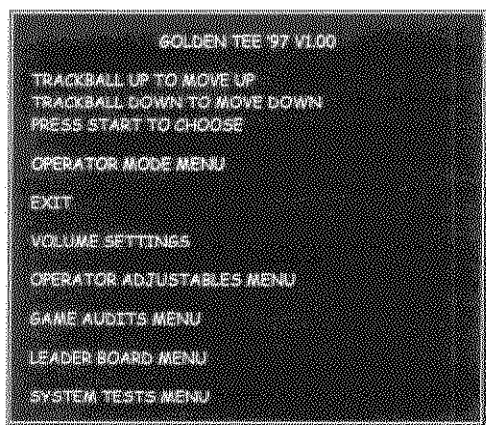 GOLDEN TEE '97 V1.00
TRACKBALL UP TO MOVE UP
TRACKBALL DOWN TO MOVE DOWN
PRESS START TO CHOOSE
OPERATOR MODE MENU
EXIT
VOLUME SETTINGS
OPERATOR ADJUSTABLES MENU
GAME AUDITS MENU
LEADER BOARD MENU
SYSTEM TESTS MENU